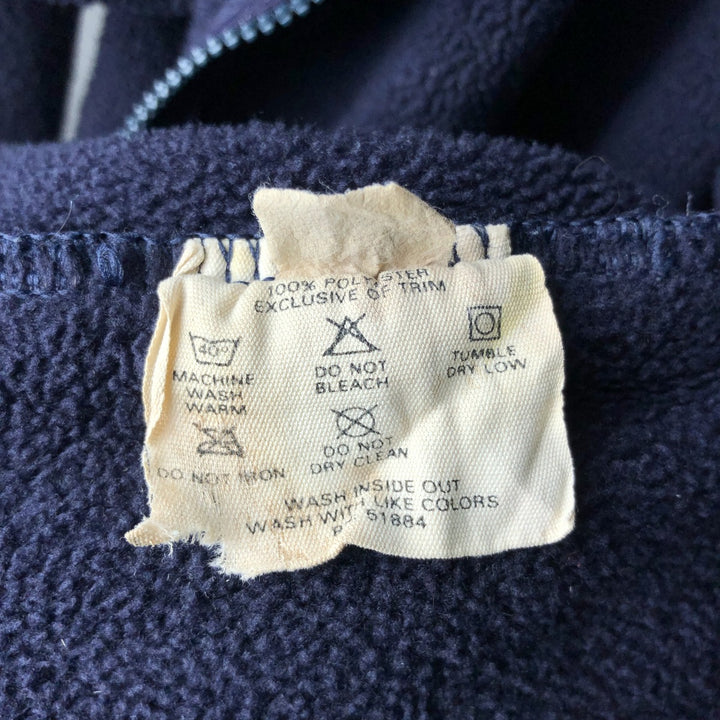 100% POLYESTER
EXCLUSIVE OF TRIM
40°
MACHINE
WASH
WARM
DO NOT
BLEACH
TUMBLE
DRY LOW
DO NOT IRON
DO NOT
DRY CLEAN
WASH INSIDE OUT
WASH WITH LIKE COLORS
51884